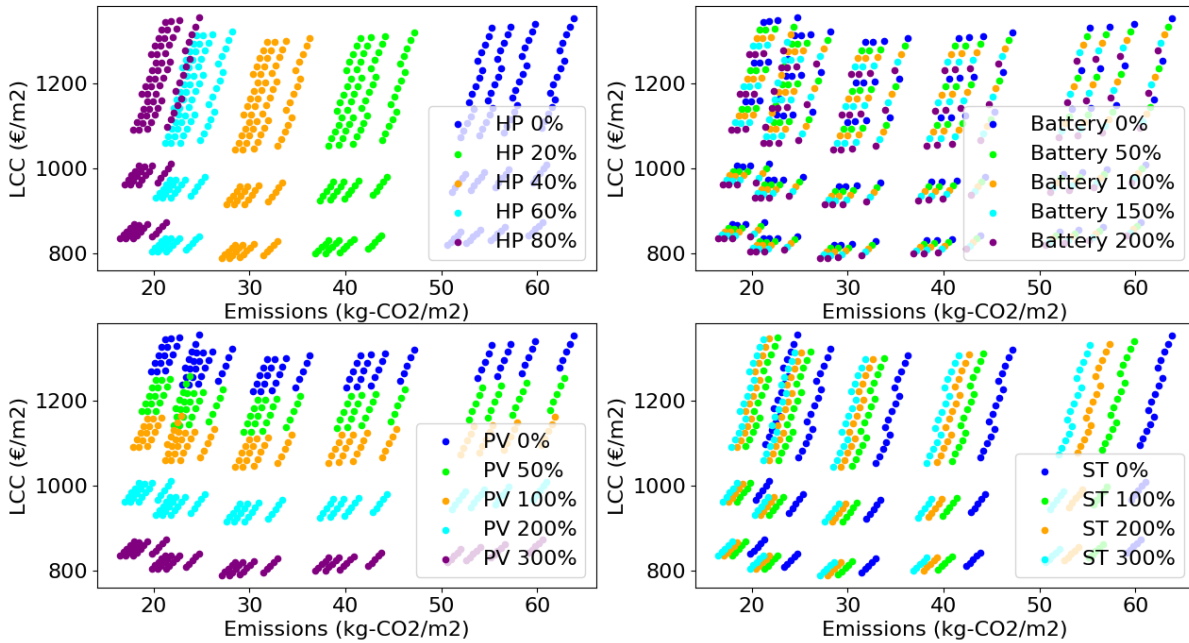 LCC (€/m2)
1200
1000
800
20 30 40 50 60
Emissions (kg-CO2/m2)
HP 0%
HP 20%
HP 40%
HP 60%
HP 80%
LCC (€/m2)
1200
1000
800
20 30 40 50 60
Emissions (kg-CO2/m2)
Battery 0%
Battery 50%
Battery 100%
Battery 150%
Battery 200%
LCC (€/m2)
1200
1000
800
20 30 40 50 60
Emissions (kg-CO2/m2)
PV 0%
PV 50%
PV 100%
PV 200%
PV 300%
LCC (€/m2)
1200
1000
800
20 30 40 50 60
Emissions (kg-CO2/m2)
ST 0%
ST 100%
ST 200%
ST 300%